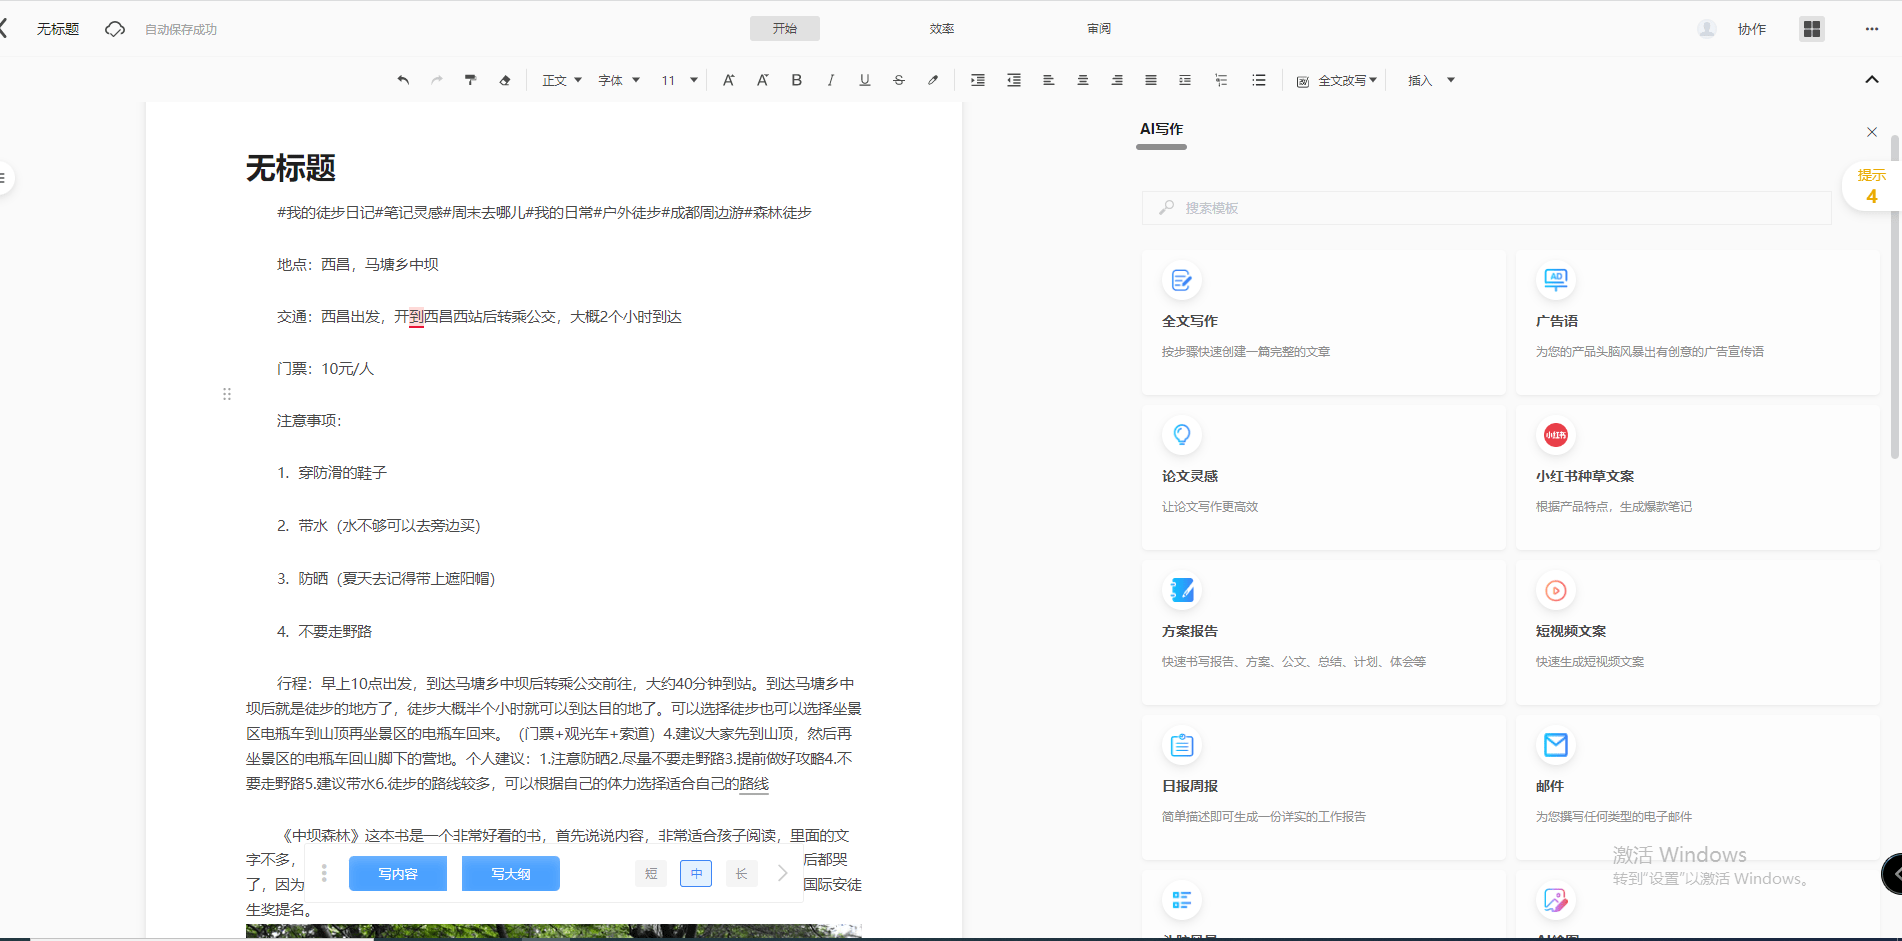 无标题
自动保存成功
开始
效率
审阅
协作
正文
字体
11
B
I
U
S
全文改写
插入
无标题
#我的徒步日记#笔记灵感#周末去哪儿#我的日常#户外徒步#成都周边游#森林徒步
地点：西昌，马塘乡中坝
交通：西昌出发，开到西昌西站后转乘公交，大概2个小时到达
门票：10元/人
注意事项：
1. 穿防滑的鞋子
2. 带水（水不够可以去旁边买）
3. 防晒（夏天去记得带上遮阳帽）
4. 不要走野路
行程：早上10点出发，到达马塘乡中坝后转乘公交前往，大约40分钟到站。到达马塘乡中
坝后就是徒步的地方了，徒步大概半个小时就可以到达目的地了。可以选择徒步也可以选择坐景
区电瓶车到山顶再坐景区的电瓶车回来。（门票+观光车+索道）4.建议大家先到山顶，然后再
坐景区的电瓶车回山脚下的营地。个人建议：1.注意防晒2.尽量不要走野路3.提前做好攻略4.不
要走野路5.建议带水6.徒步的路线较多，可以根据自己的体力选择适合自己的路线
《中坝森林》这本书是一个非常好看的书，首先说说内容，非常适合孩子阅读，里面的文
字不多，
后都哭
了，因为
国际安徒
生奖提名。
写内容
写大纲
短
中
长
AI写作
提示
4
搜索模板
全文写作
按步骤快速创建一篇完整的文章
AD
广告语
为您的产品头脑风暴出有创意的广告宣传语
论文灵感
让论文写作更高效
小红书
小红书种草文案
根据产品特点，生成爆款笔记
方案报告
快速书写报告、方案、公文、总结、计划、体会等
短视频文案
快速生成短视频文案
日报周报
简单描述即可生成一份详实的工作报告
邮件
为您撰写任何类型的电子邮件
激活 Windows
转到"设置"以激活 Windows。